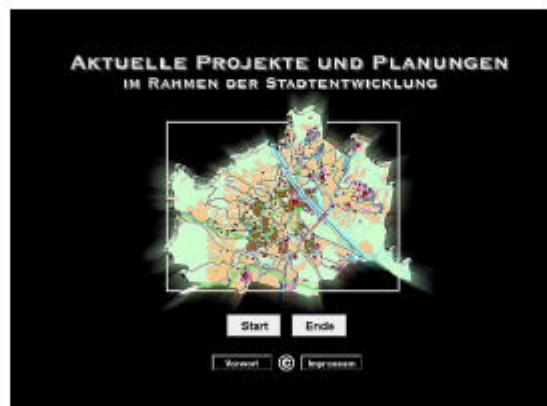 AKTUELLE PROJEKTE UND PLANUNGEN
IM RAHMEN DER STADTENTWICKLUNG
Start Ende
Vorwort © Impressum